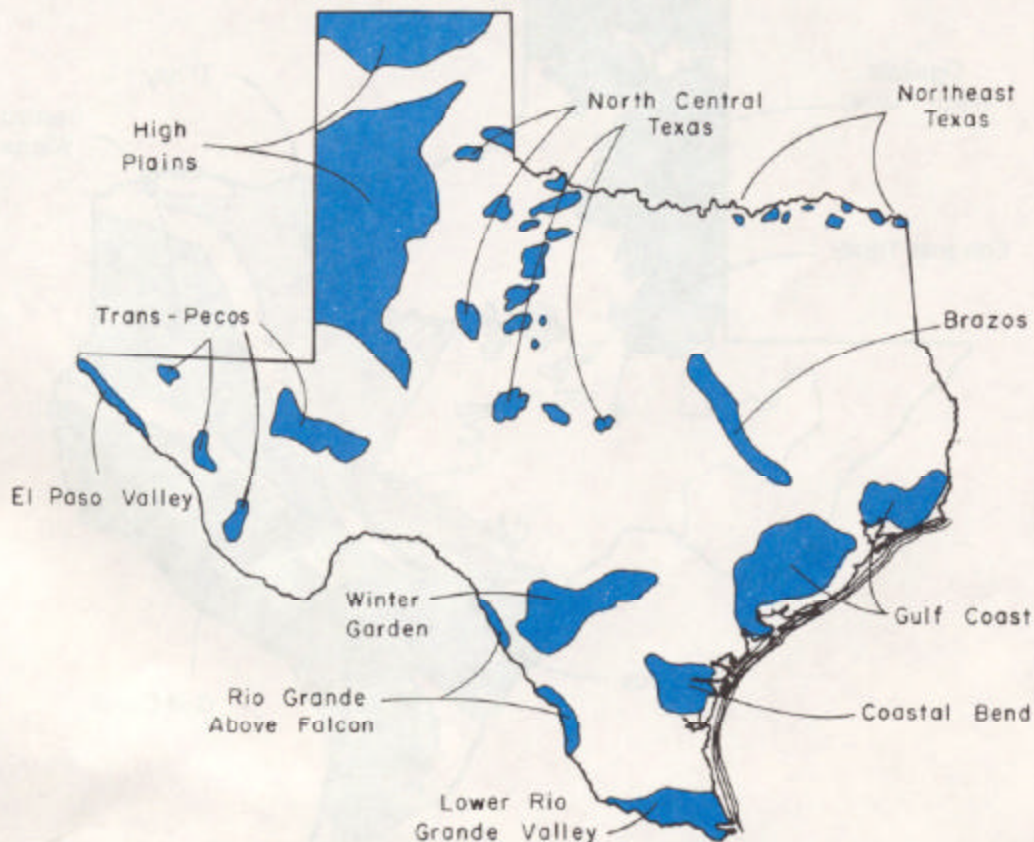 High
Plains
North Central
Texas
Northeast
Texas
Trans-Pecos
Brazos
El Paso Valley
Winter
Garden
Gulf Coast
Rio Grande
Above Falcon
Coastal Bend
Lower Rio
Grande Valley